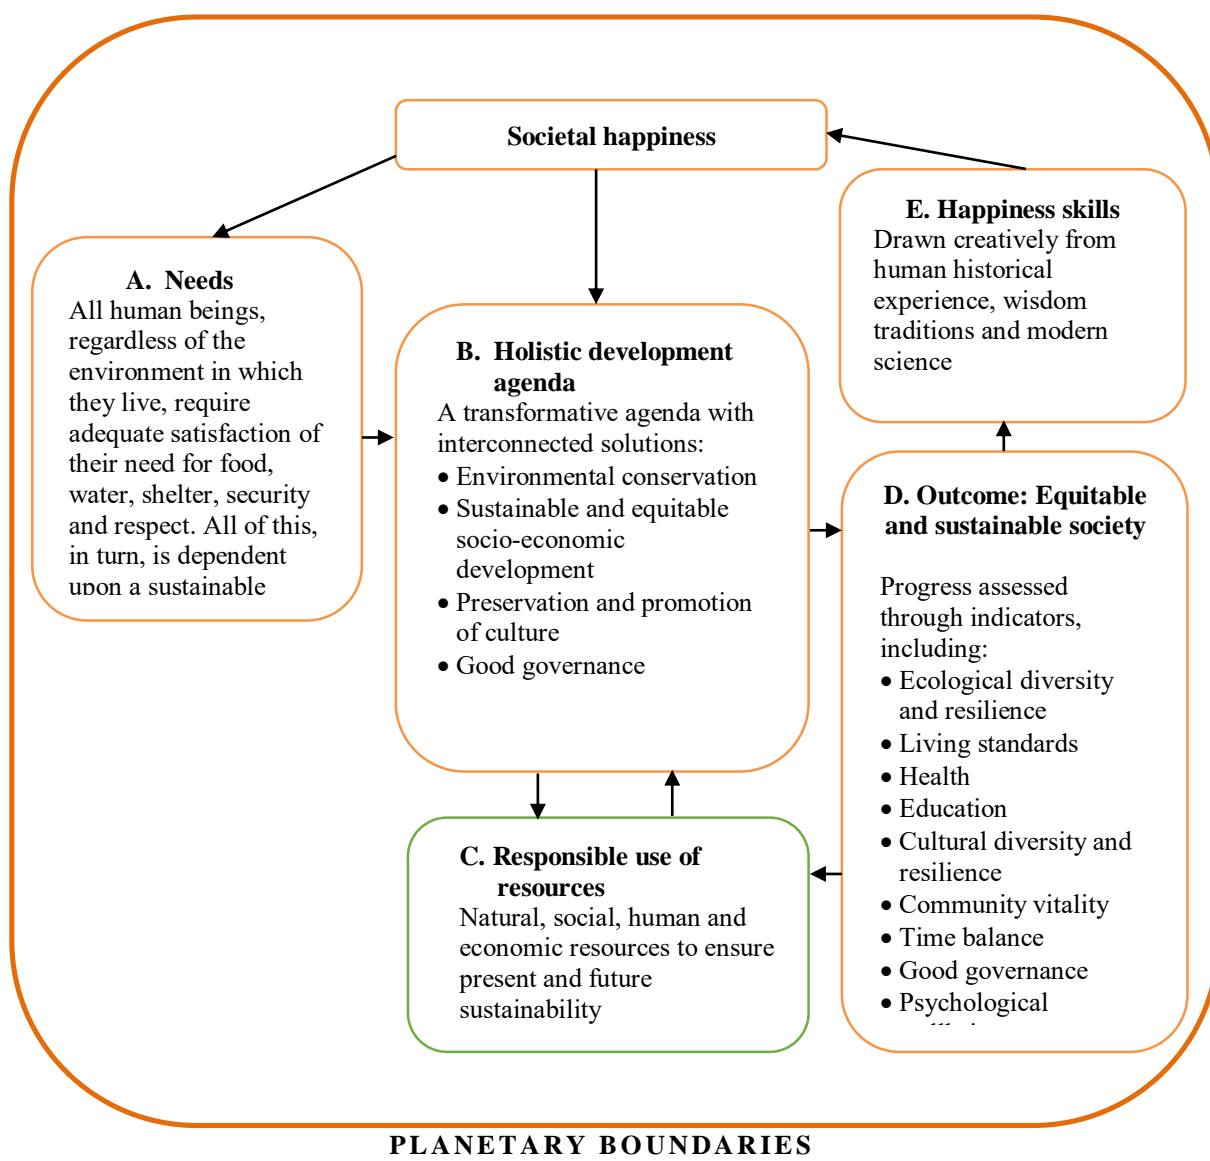 Societal happiness
A. Needs
All human beings,
regardless of the
environment in which
they live, require
adequate satisfaction of
their need for food,
water, shelter, security
and respect. All of this,
in turn, is dependent
upon a sustainable
B. Holistic development
agenda
A transformative agenda with
interconnected solutions:
• Environmental conservation
• Sustainable and equitable
socio-economic
development
• Preservation and promotion
of culture
• Good governance
C. Responsible use of
resources
Natural, social, human and
economic resources to ensure
present and future
sustainability
D. Outcome: Equitable
and sustainable society
Progress assessed
through indicators,
including:
• Ecological diversity
and resilience
• Living standards
• Health
• Education
• Cultural diversity and
resilience
• Community vitality
• Time balance
• Good governance
• Psychological
E. Happiness skills
Drawn creatively from
human historical
experience, wisdom
traditions and modern
science
PLANETARY BOUNDARIES